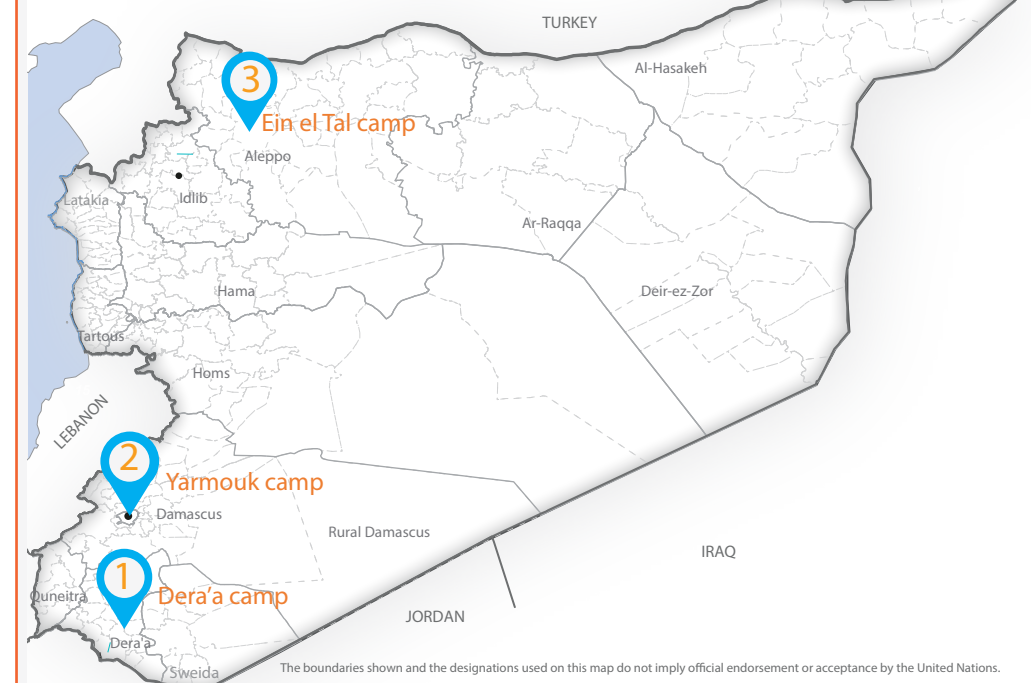 TURKEY
Al-Hasakeh
3
Ein el Tal camp
Aleppo
Idlib
Latakia
Ar-Raqqa
Hama
Deir-ez-Zor
Tartous
Homs
LEBANON
2
Yarmouk camp
Damascus
Rural Damascus
IRAQ
1
Quneitra
Dera'a camp
JORDAN
Dera'a
Sweida
The boundaries shown and the designations used on this map do not imply official endorsement or acceptance by the United Nations.